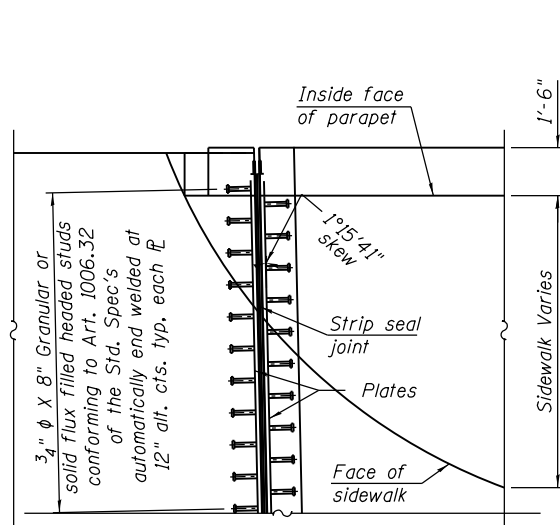 Inside face
of parapet
1'-6"
3/4" ϕ X 8" Granular or
solid flux filled headed studs
conforming to Art. 1006.32
of the Std. Spec's
automatically end welded at
12" alt. cts. typ. each ℄
1°15'41"
skew
Strip seal
joint
Plates
Sidewalk Varies
Face of
sidewalk